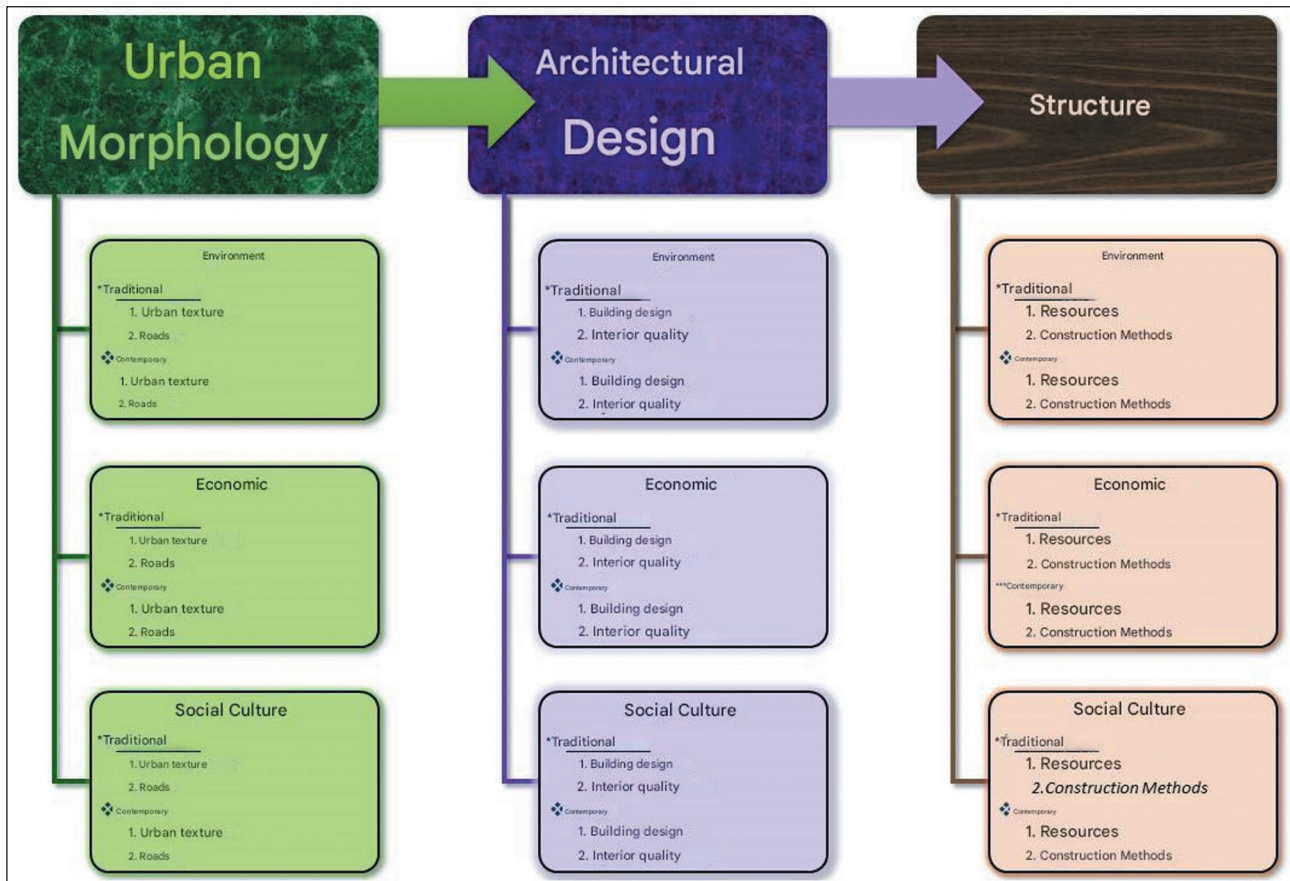 Urban
Morphology
Architectural
Design
Structure
Environment
*Traditional
1. Urban texture
2. Roads
❖ Contemporary
1. Urban texture
2. Roads
Economic
*Traditional
1. Urban texture
2. Roads
❖ Contemporary
1. Urban texture
2. Roads
Social Culture
*Traditional
1. Urban texture
2. Roads
❖ Contemporary
1. Urban texture
2. Roads
Environment
*Traditional
1. Building design
2. Interior quality
❖ Contemporary
1. Building design
2. Interior quality
Economic
*Traditional
1. Building design
2. Interior quality
❖ Contemporary
1. Building design
2. Interior quality
Social Culture
*Traditional
1. Building design
2. Interior quality
❖ Contemporary
1. Building design
2. Interior quality
Environment
*Traditional
1. Resources
2. Construction Methods
❖ Contemporary
1. Resources
2. Construction Methods
Economic
*Traditional
1. Resources
2. Construction Methods
***Contemporary
1. Resources
2. Construction Methods
Social Culture
*Traditional
1. Resources
2.Construction Methods
❖ Contemporary
1. Resources
2. Construction Methods